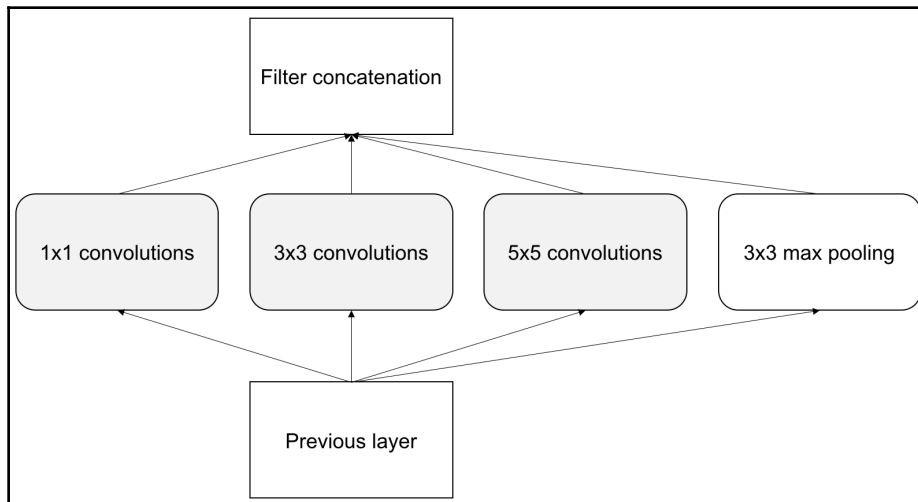 Filter concatenation
1x1 convolutions
3x3 convolutions
5x5 convolutions
3x3 max pooling
Previous layer